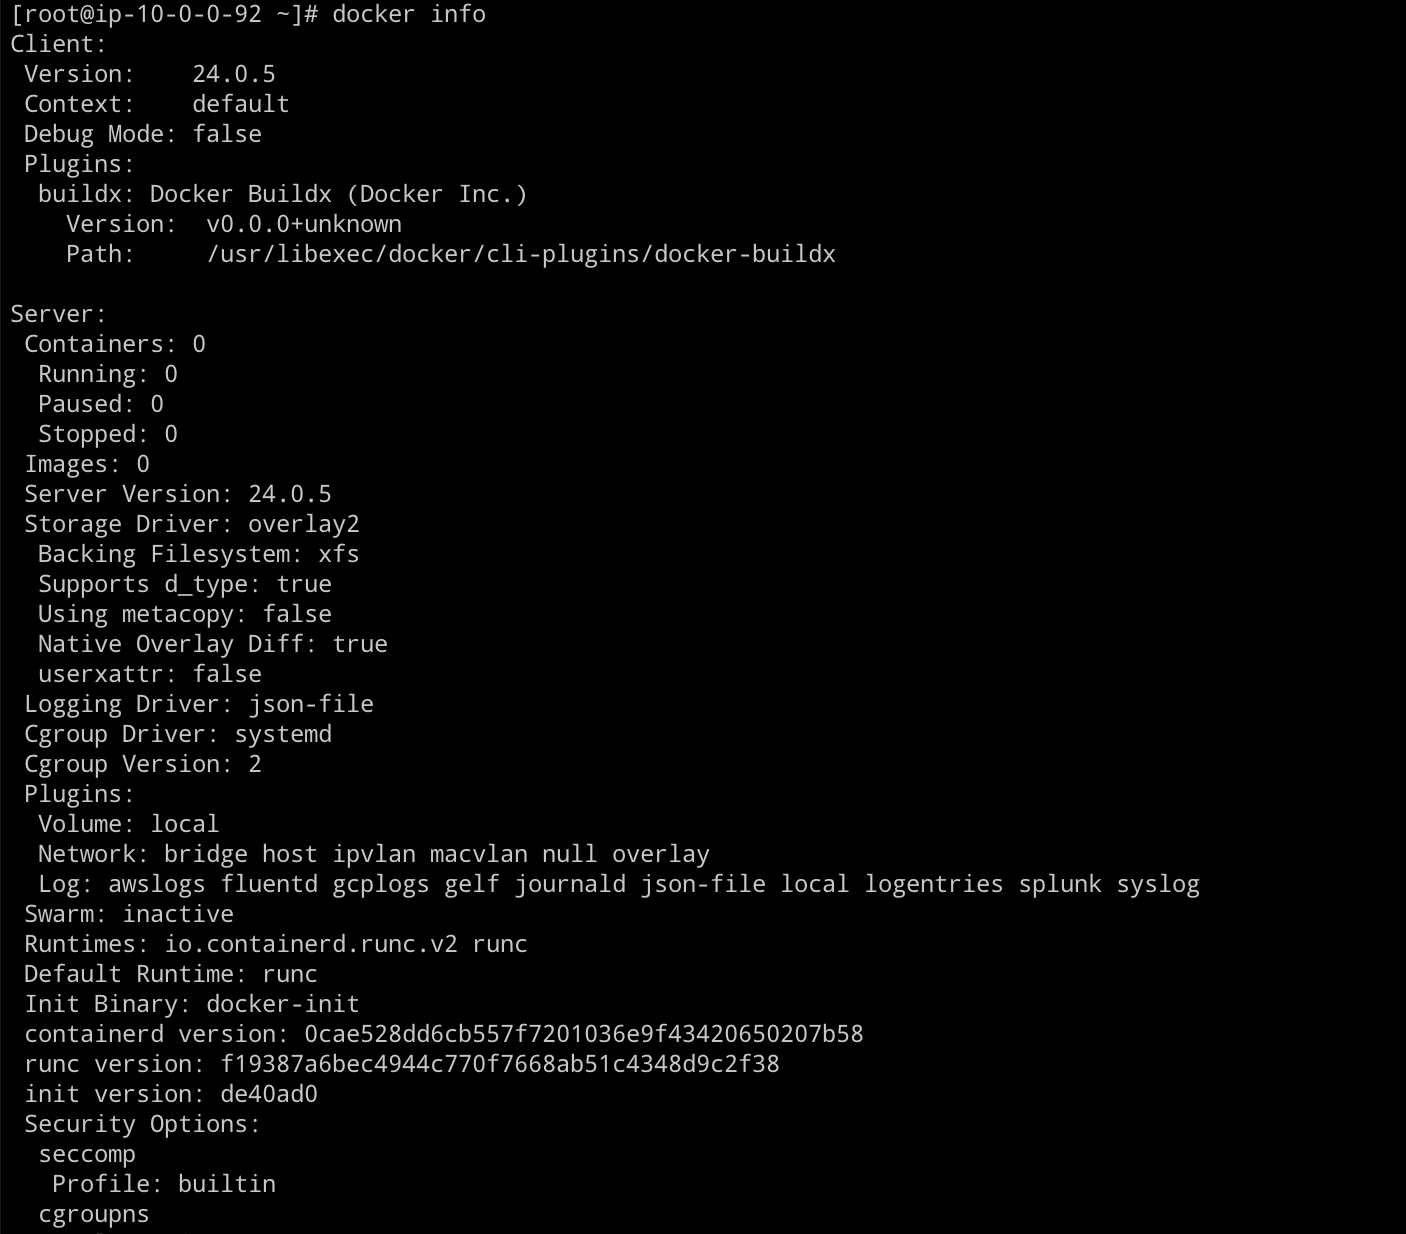 [root@ip-10-0-0-92 ~]# docker info
Client:
 Version:    24.0.5
 Context:    default
 Debug Mode: false
 Plugins:
  buildx: Docker Buildx (Docker Inc.)
    Version:  v0.0.0+unknown
    Path:     /usr/libexec/docker/cli-plugins/docker-buildx

Server:
 Containers: 0
  Running: 0
  Paused: 0
  Stopped: 0
 Images: 0
 Server Version: 24.0.5
 Storage Driver: overlay2
  Backing Filesystem: xfs
  Supports d_type: true
  Using metacopy: false
  Native Overlay Diff: true
  userxattr: false
 Logging Driver: json-file
 Cgroup Driver: systemd
 Cgroup Version: 2
 Plugins:
  Volume: local
  Network: bridge host ipvlan macvlan null overlay
  Log: awslogs fluentd gcplogs gelf journald json-file local logentries splunk syslog
 Swarm: inactive
 Runtimes: io.containerd.runc.v2 runc
 Default Runtime: runc
 Init Binary: docker-init
 containerd version: 0cae528dd6cb557f7201036e9f43420650207b58
 runc version: f19387a6bec4944c770f7668ab51c4348d9c2f38
 init version: de40ad0
 Security Options:
  seccomp
   Profile: builtin
  cgroupns